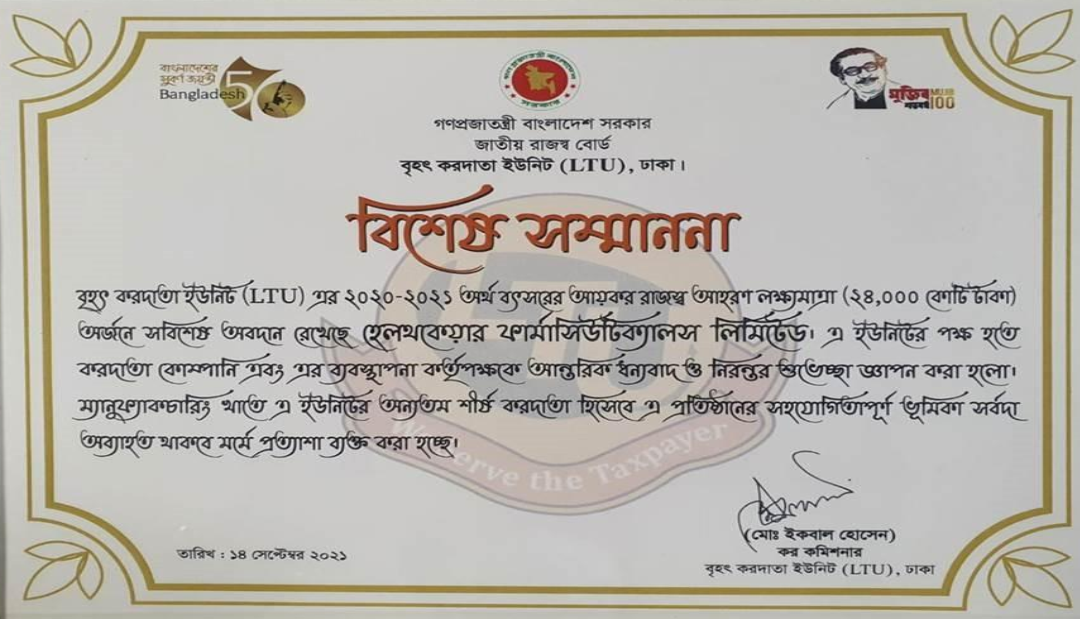 বাংলাদেশের
সুবর্ণ জয়ন্তী 50
Bangladesh
গণপ্রজাতন্ত্রী বাংলাদেশ
সরকার
মুজিব MUJIB
শতবর্ষ 100
গণপ্রজাতন্ত্রী বাংলাদেশ সরকার
জাতীয় রাজস্ব বোর্ড
বৃহৎ করদাতা ইউনিট (LTU), ঢাকা।
বিশেষ সম্মাননা
বৃহৎ করদাতা ইউনিট (LTU) এর ২০২০-২০২১ অর্থ বৎসরের আয়কর রাজস্ব আহরণ লক্ষ্যমাত্রা (২৪,০০০ কোটি টাকা)
অর্জনে সবিশেষ অবদান রেখেছে হেলথকেয়ার ফার্মাসিউটিক্যালস লিমিটেড। এ ইউনিটের পক্ষ হতে
করদাতা কোম্পানি এবং এর ব্যবস্থাপনা কর্তৃপক্ষকে আন্তরিক ধন্যবাদ ও নিরন্তর শুভেচ্ছা জ্ঞাপন করা হলো।
ম্যানুফ্যাকচারিং খাতে এ ইউনিটের অন্যতম শীর্ষ করদাতা হিসেবে এ প্রতিষ্ঠানের সহযোগিতাপূর্ণ ভূমিকা সর্বদা
অব্যাহত থাকবে মর্মে প্রত্যাশা ব্যক্ত করা হচ্ছে।
LTU
We Serve the Taxpayer
(মোঃ ইকবাল হোসেন)
কর কমিশনার
বৃহৎ করদাতা ইউনিট (LTU), ঢাকা
তারিখ : ১৪ সেপ্টেম্বর ২০২১